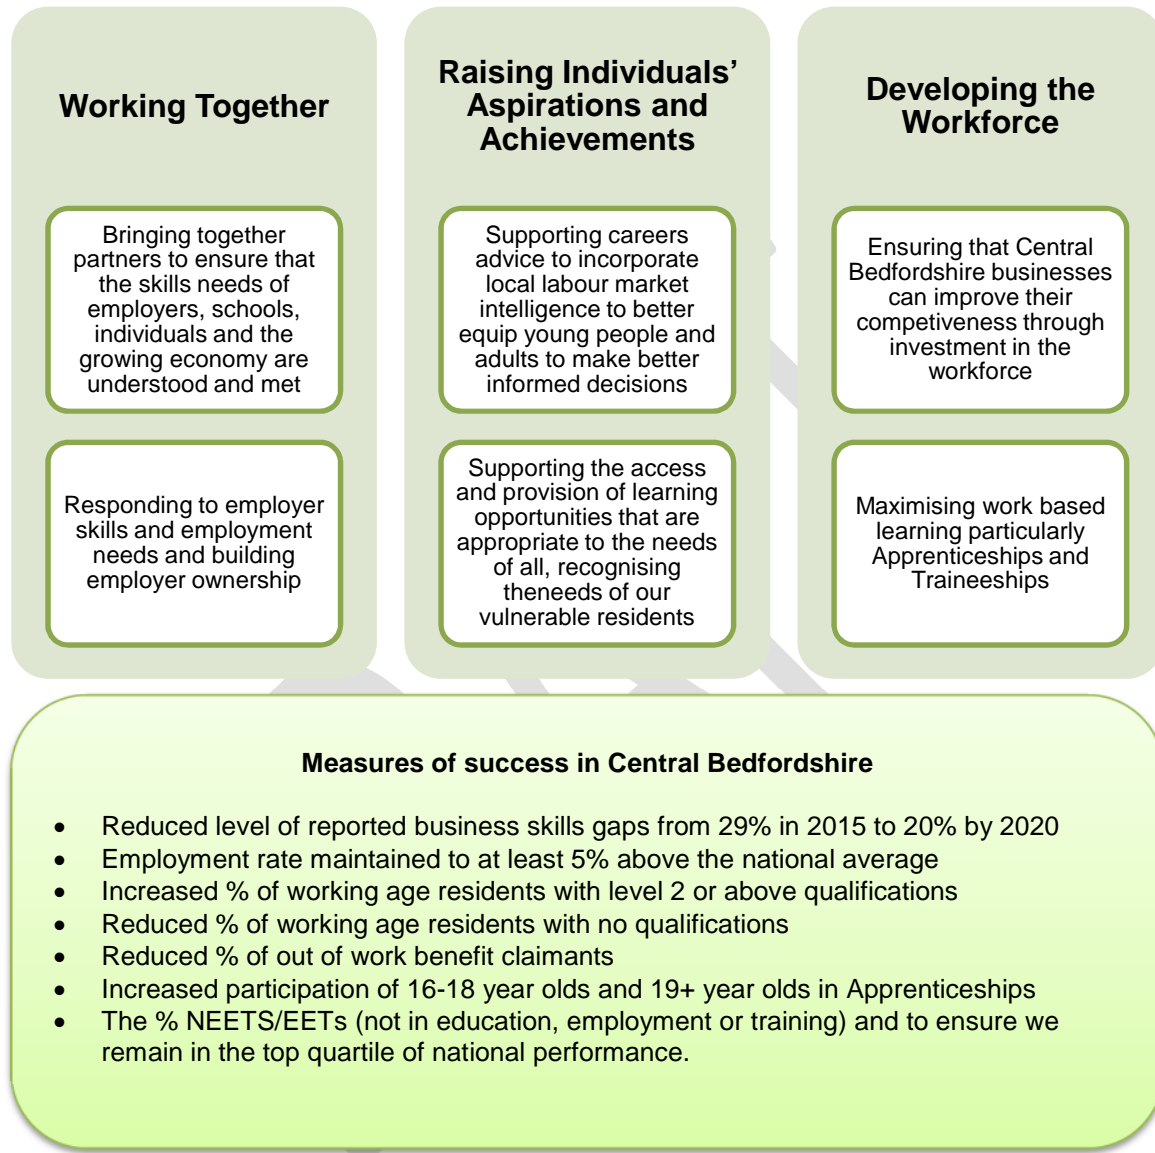 Working Together
Bringing together
partners to ensure that
the skills needs of
employers, schools,
individuals and the
growing economy are
understood and met
Responding to employer
skills and employment
needs and building
employer ownership
Raising Individuals’
Aspirations and
Achievements
Supporting careers
advice to incorporate
local labour market
intelligence to better
equip young people and
adults to make better
informed decisions
Supporting the access
and provision of learning
opportunities that are
appropriate to the needs
of all, recognising
theneeds of our
vulnerable residents
Developing the
Workforce
Ensuring that Central
Bedfordshire businesses
can improve their
competiveness through
investment in the
workforce
Maximising work based
learning particularly
Apprenticeships and
Traineeships
Measures of success in Central Bedfordshire
• Reduced level of reported business skills gaps from 29% in 2015 to 20% by 2020
• Employment rate maintained to at least 5% above the national average
• Increased % of working age residents with level 2 or above qualifications
• Reduced % of working age residents with no qualifications
• Reduced % of out of work benefit claimants
• Increased participation of 16-18 year olds and 19+ year olds in Apprenticeships
• The % NEETS/EETs (not in education, employment or training) and to ensure we
remain in the top quartile of national performance.